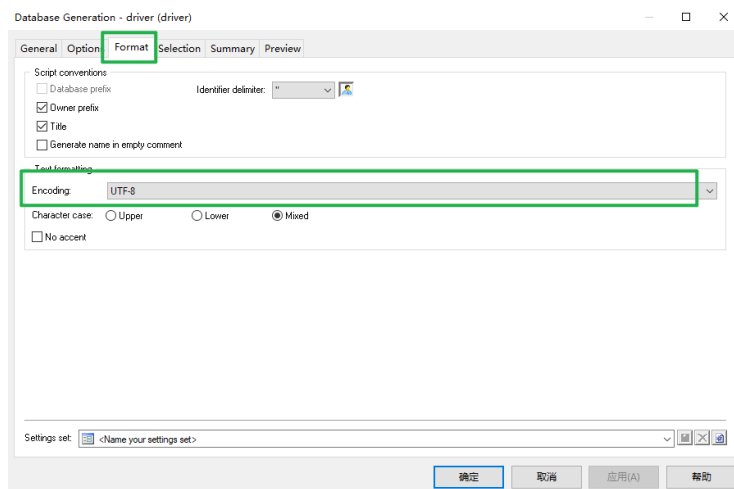 Database Generation - driver (driver)
General Options Format Selection Summary Preview
Script conventions
Database prefix Identifier delimiter: "
Owner prefix
Title
Generate name in empty comment
Text formatting
Encoding: UTF-8
Character case: Upper Lower Mixed
No accent
Settings set: <Name your settings set>
确定 取消 应用(A) 帮助